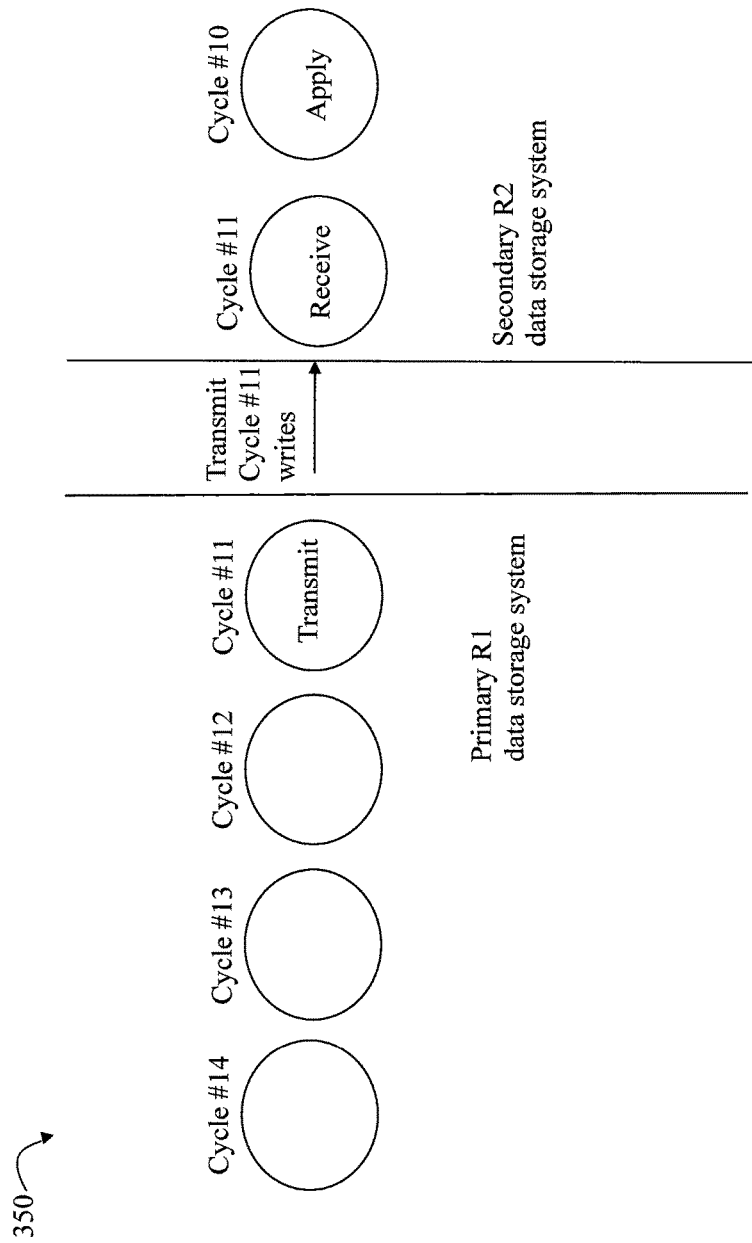 350
Cycle #14
Cycle #13
Cycle #12
Cycle #11
Transmit
Transmit
Cycle #11
writes
Cycle #11
Receive
Cycle #10
Apply
Primary R1
data storage system
Secondary R2
data storage system